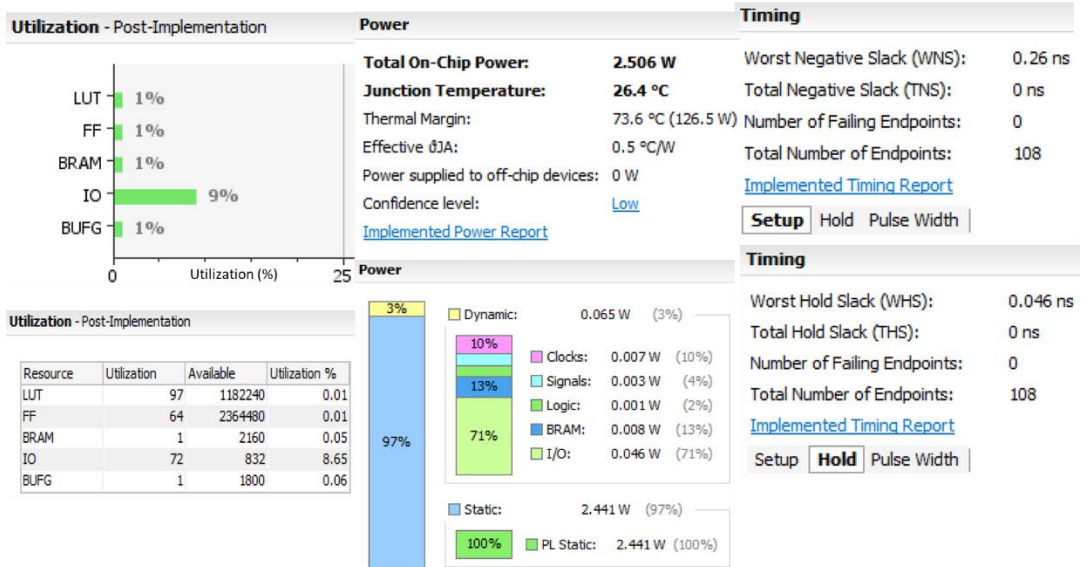 Utilization - Post-Implementation
LUT 1%
FF 1%
BRAM 1%
IO 9%
BUFG 1%
0 Utilization (%) 25
Utilization - Post-Implementation
Resource Utilization Available Utilization %
LUT 97 1182240 0.01
FF 64 2364480 0.01
BRAM 1 2160 0.05
IO 72 832 8.65
BUFG 1 1800 0.06
Power
Total On-Chip Power: 2.506 W
Junction Temperature: 26.4 °C
Thermal Margin: 73.6 °C (126.5 W)
Effective ϑJA: 0.5 °C/W
Power supplied to off-chip devices: 0 W
Confidence level: Low
Implemented Power Report
Power
3%
97%
Dynamic: 0.065 W (3%)
10%
13%
71%
Clocks: 0.007 W (10%)
Signals: 0.003 W (4%)
Logic: 0.001 W (2%)
BRAM: 0.008 W (13%)
I/O: 0.046 W (71%)
Static: 2.441 W (97%)
100% PL Static: 2.441 W (100%)
Timing
Worst Negative Slack (WNS): 0.26 ns
Total Negative Slack (TNS): 0 ns
Number of Failing Endpoints: 0
Total Number of Endpoints: 108
Implemented Timing Report
Setup Hold Pulse Width
Timing
Worst Hold Slack (WHS): 0.046 ns
Total Hold Slack (THS): 0 ns
Number of Failing Endpoints: 0
Total Number of Endpoints: 108
Implemented Timing Report
Setup Hold Pulse Width